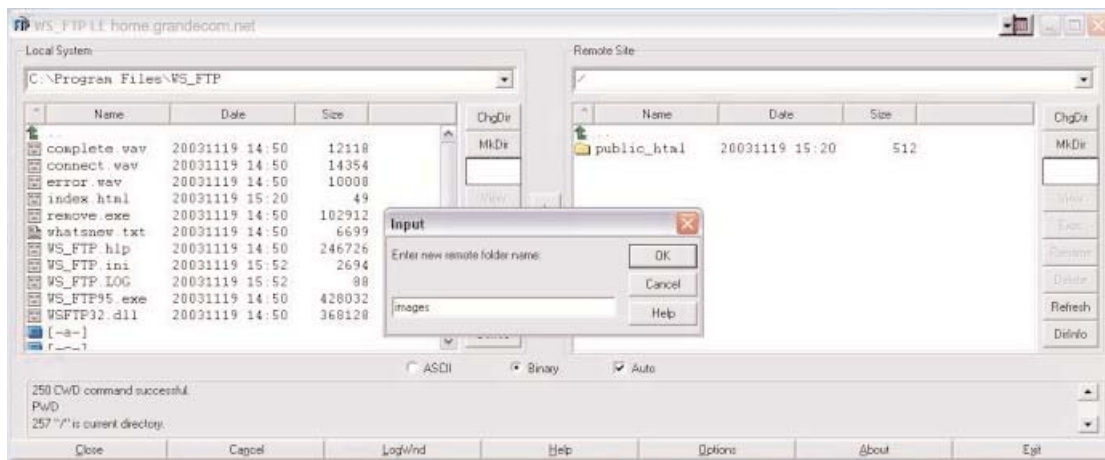 WS_FTP LE home.grandecom.net
Local System
Remote Site
C:\Program Files\WS_FTP
/
Name Date Size
ChgDir
Name Date Size
ChgDir
..
..
complete.wav 20031119 14:50 12118
MkDir
public_html 20031119 15:20 512
MkDir
connect.wav 20031119 14:50 14354
error.wav 20031119 14:50 10008
index.html 20031119 15:20 49
View
View
remove.exe 20031119 14:50 102912
Exec
whatsnew.txt 20031119 14:50 6699
Rename
WS_FTP.hlp 20031119 14:50 246726
Delete
WS_FTP.ini 20031119 15:52 2694
Refresh
WS_FTP.LOG 20031119 15:52 88
DirInfo
WS_FTP95.exe 20031119 14:50 428032
WSFTP32.dll 20031119 14:50 368128
[-a-]
[-c-]
Input
Enter new remote folder name:
OK
Cancel
images
Help
ASCII Binary Auto
250 CWD command successful.
PWD
257 "/" is current directory.
Close Cancel LogWnd Help Options About Exit